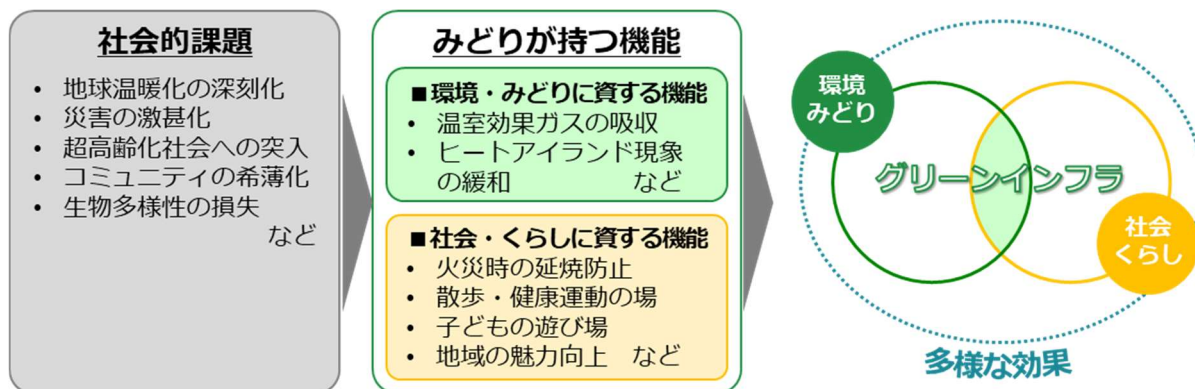 社会的課題
• 地球温暖化の深刻化
• 災害の激甚化
• 超高齢化社会への突入
• コミュニティの希薄化
• 生物多様性の損失
など
みどりが持つ機能
■環境・みどりに資する機能
• 温室効果ガスの吸収
• ヒートアイランド現象
の緩和 など
■社会・くらしに資する機能
• 火災時の延焼防止
• 散歩・健康運動の場
• 子どもの遊び場
• 地域の魅力向上 など
環境
みどり
グリーンインフラ
社会
くらし
多様な効果